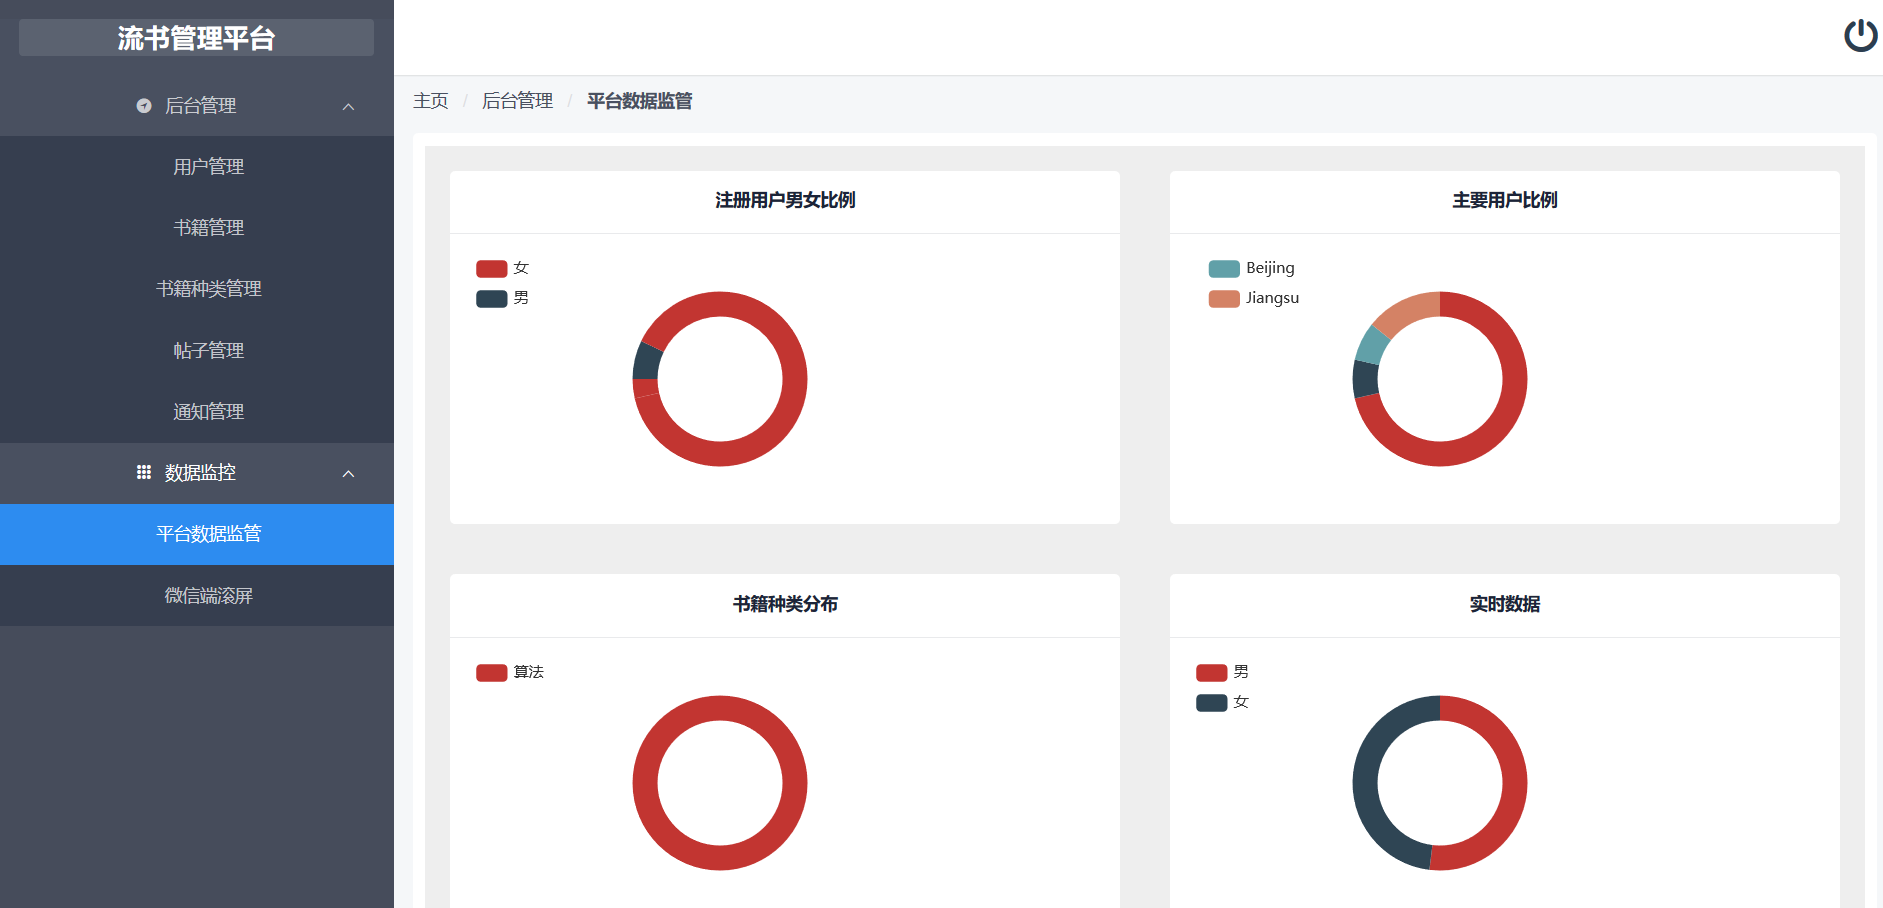 流书管理平台
后台管理
用户管理
书籍管理
书籍种类管理
帖子管理
通知管理
数据监控
平台数据监管
微信端滚屏
主页 / 后台管理 / 平台数据监管
注册用户男女比例
女
男
主要用户比例
Beijing
Jiangsu
书籍种类分布
算法
实时数据
男
女